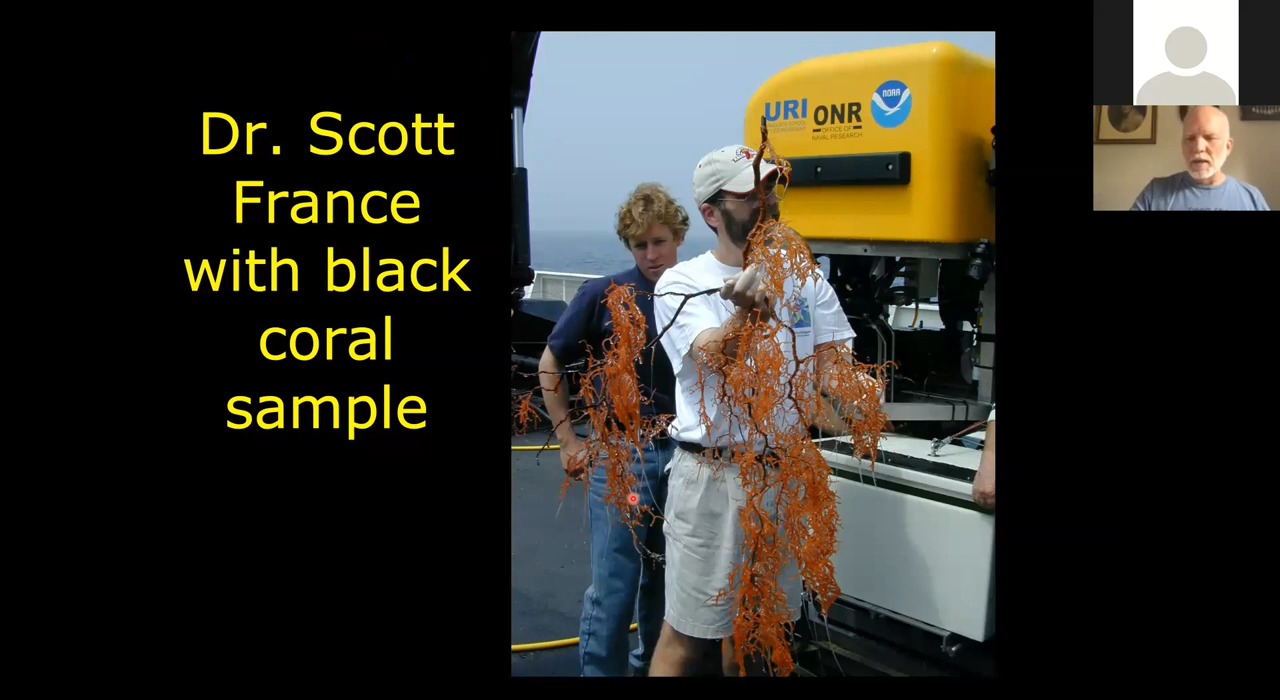 Dr. Scott
France
with black
coral
sample
URI
ONR
OFFICE OF
NAVAL RESEARCH
NOAA